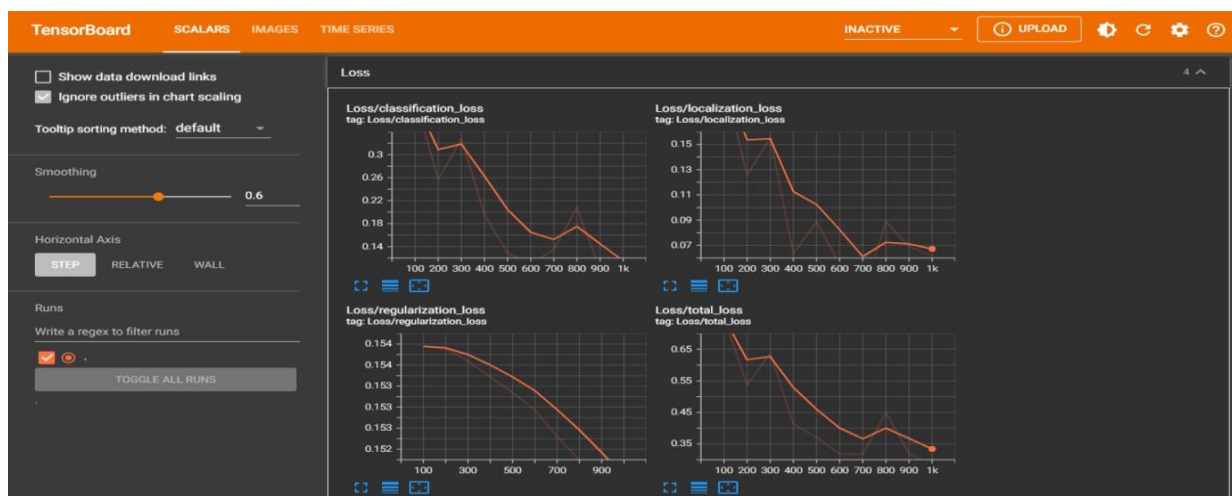 TensorBoard SCALARS IMAGES TIME SERIES INACTIVE UPLOAD
Show data download links
Ignore outliers in chart scaling
Tooltip sorting method: default
Smoothing
0.6
Horizontal Axis
STEP RELATIVE WALL
Runs
Write a regex to filter runs
.
TOGGLE ALL RUNS
.
Loss 4
Loss/classification_loss
tag: Loss/classification_loss
0.3
0.26
0.22
0.18
0.14
100 200 300 400 500 600 700 800 900 1k
Loss/localization_loss
tag: Loss/localization_loss
0.15
0.13
0.11
0.09
0.07
100 200 300 400 500 600 700 800 900 1k
Loss/regularization_loss
tag: Loss/regularization_loss
0.154
0.154
0.153
0.153
0.153
0.152
100 300 500 700 900
Loss/total_loss
tag: Loss/total_loss
0.65
0.55
0.45
0.35
100 200 300 400 500 600 700 800 900 1k